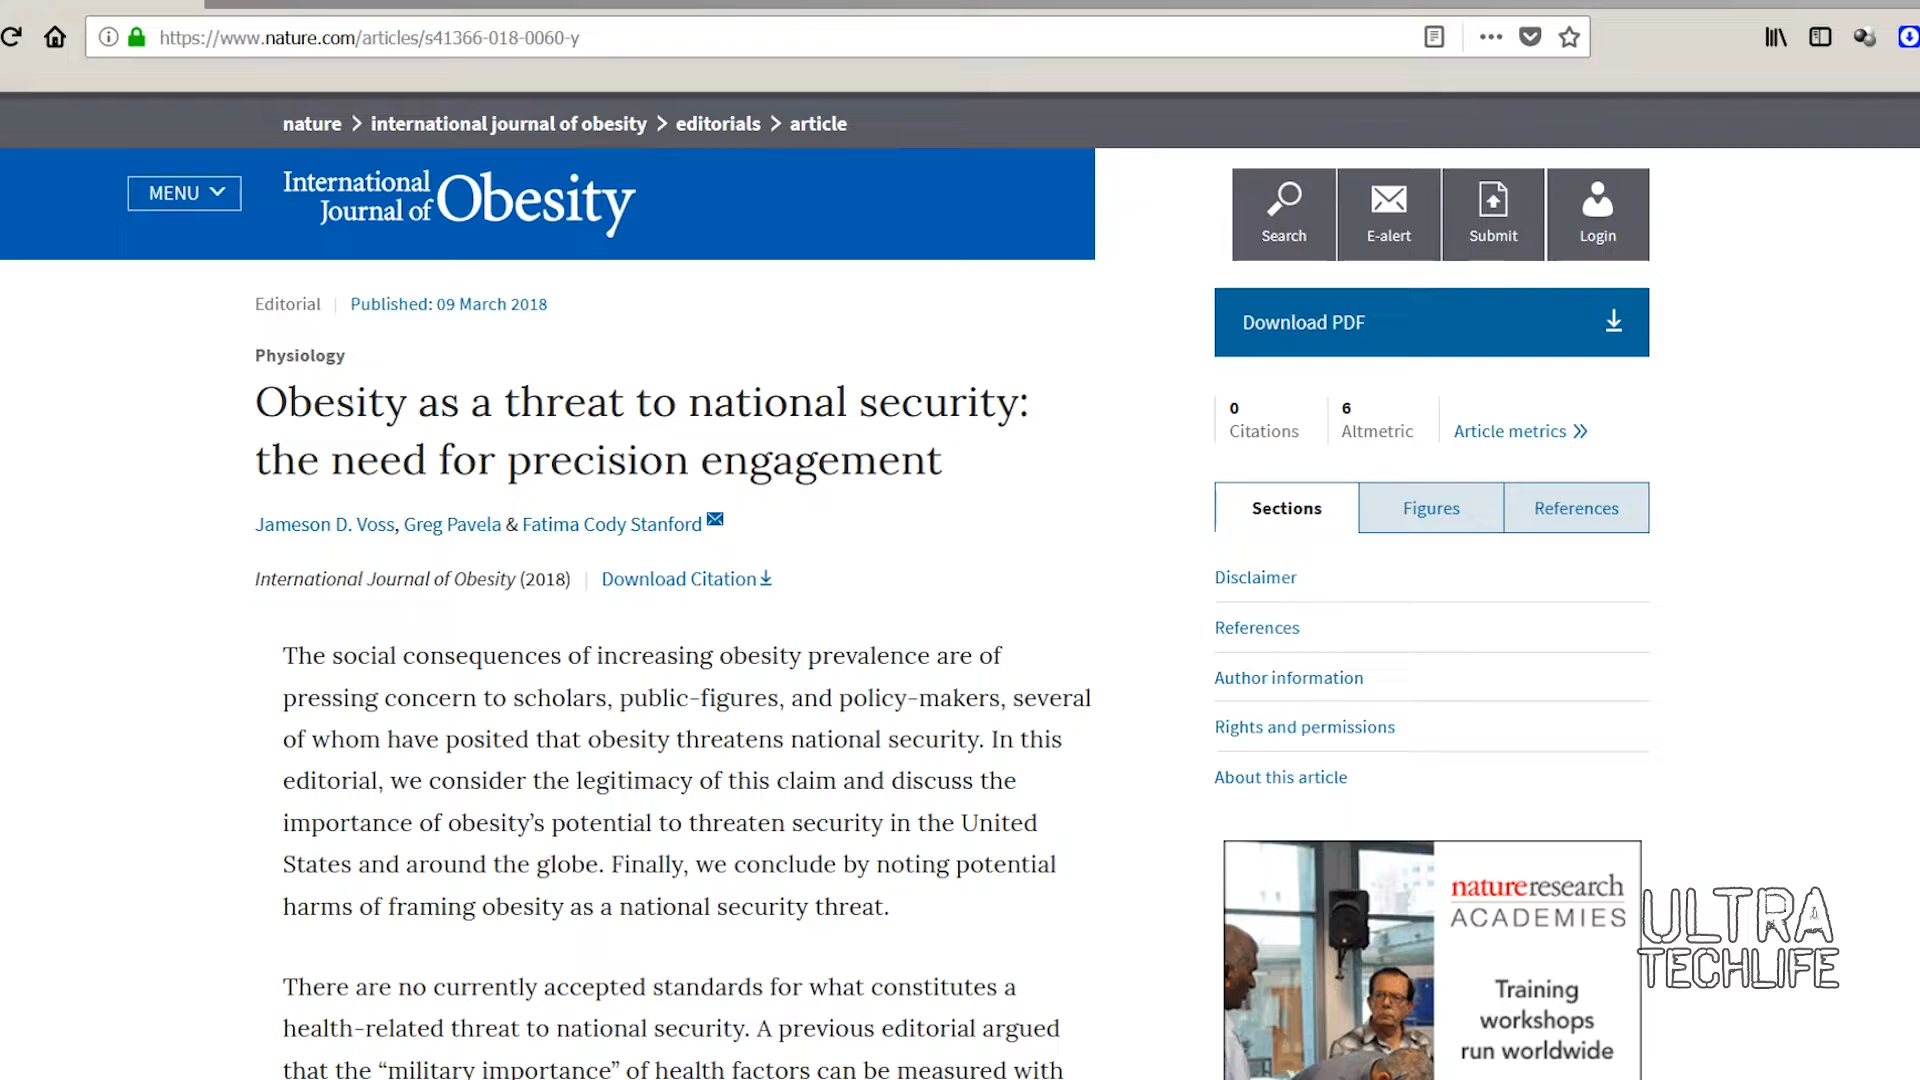 https://www.nature.com/articles/s41366-018-0060-y
nature > international journal of obesity > editorials > article
MENU
International
Journal of Obesity
Search
E-alert
Submit
Login
Editorial
Published: 09 March 2018
Download PDF
Physiology
Obesity as a threat to national security:
the need for precision engagement
0
Citations
6
Altmetric
Article metrics
Jameson D. Voss, Greg Pavela & Fatima Cody Stanford
Sections
Figures
References
International Journal of Obesity (2018)
Download Citation
Disclaimer
References
Author information
Rights and permissions
About this article
The social consequences of increasing obesity prevalence are of
pressing concern to scholars, public-figures, and policy-makers, several
of whom have posited that obesity threatens national security. In this
editorial, we consider the legitimacy of this claim and discuss the
importance of obesity’s potential to threaten security in the United
States and around the globe. Finally, we conclude by noting potential
harms of framing obesity as a national security threat.
There are no currently accepted standards for what constitutes a
health-related threat to national security. A previous editorial argued
that the “military importance” of health factors can be measured with
natureresearch
ACADEMIES
Training
workshops
run worldwide
ULTRA
TECHLIFE